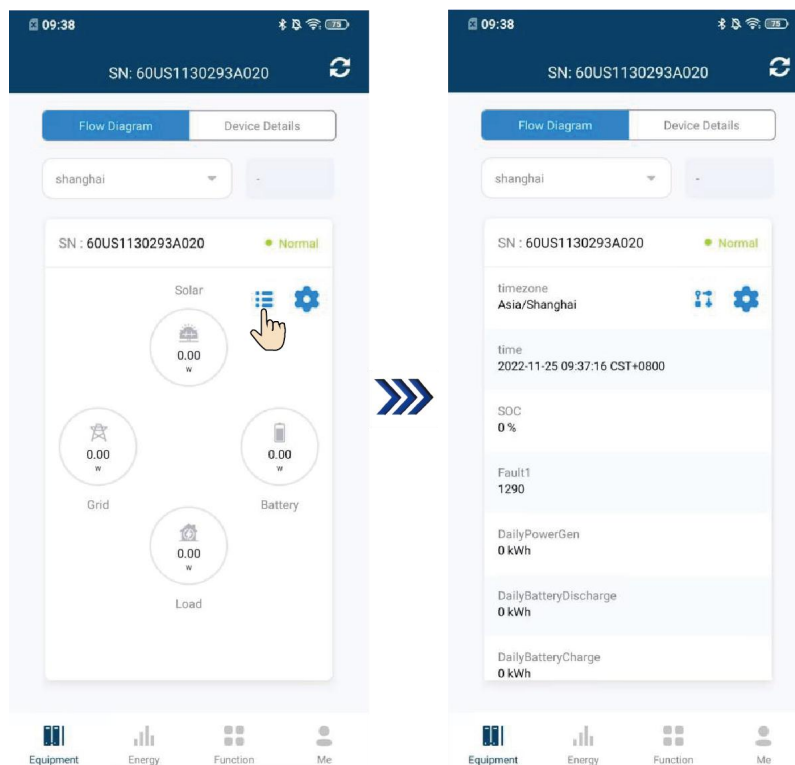 09:38
75
SN: 60US1130293A020
Flow Diagram
Device Details
shanghai
-
SN : 60US1130293A020
Normal
Solar
0.00
w
0.00
w
Grid
0.00
w
Battery
0.00
w
Load
Equipment
Energy
Function
Me
09:38
75
SN: 60US1130293A020
Flow Diagram
Device Details
shanghai
-
SN : 60US1130293A020
Normal
timezone
Asia/Shanghai
time
2022-11-25 09:37:16 CST+0800
SOC
0 %
Fault1
1290
DailyPowerGen
0 kWh
DailyBatteryDischarge
0 kWh
DailyBatteryCharge
0 kWh
Equipment
Energy
Function
Me